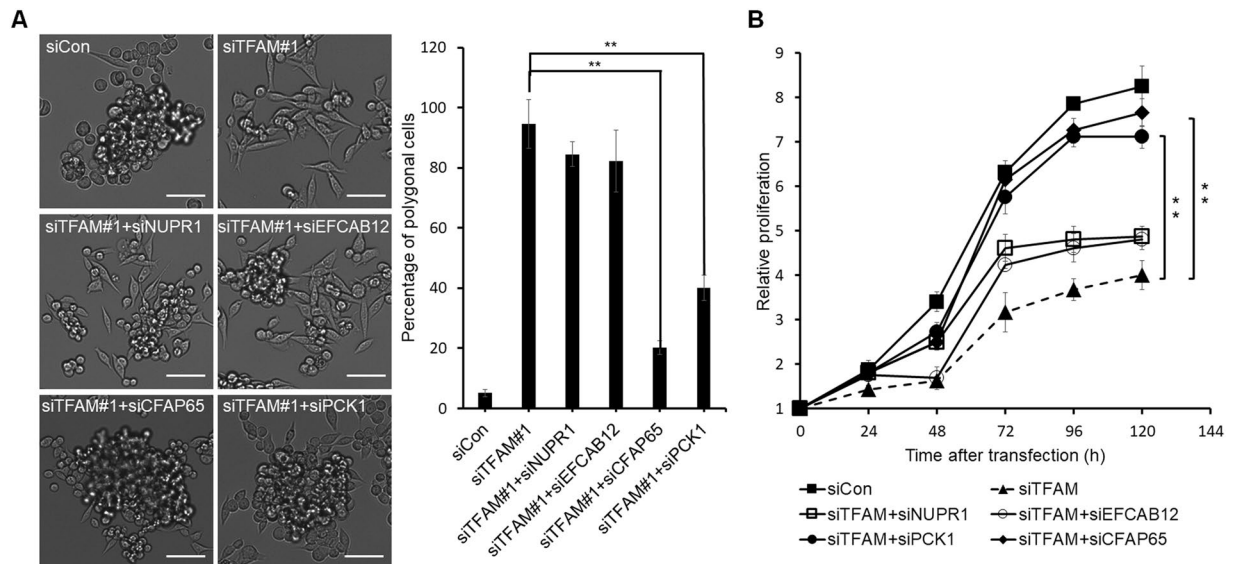 A
siCon
siTFAM#1
siTFAM#1+siNUPR1
siTFAM#1+siEFCAB12
siTFAM#1+siCFAP65
siTFAM#1+siPCK1
Percentage of polygonal cells
120
100
80
60
40
20
0
**
**
siCon
siTFAM#1
siTFAM#1+siNUPR1
siTFAM#1+siEFCAB12
siTFAM#1+siCFAP65
siTFAM#1+siPCK1
B
Relative proliferation
9
8
7
6
5
4
3
2
1
0
24
48
72
96
120
144
Time after transfection (h)
**
**
siCon
siTFAM
siTFAM+siNUPR1
siTFAM+siEFCAB12
siTFAM+siPCK1
siTFAM+siCFAP65